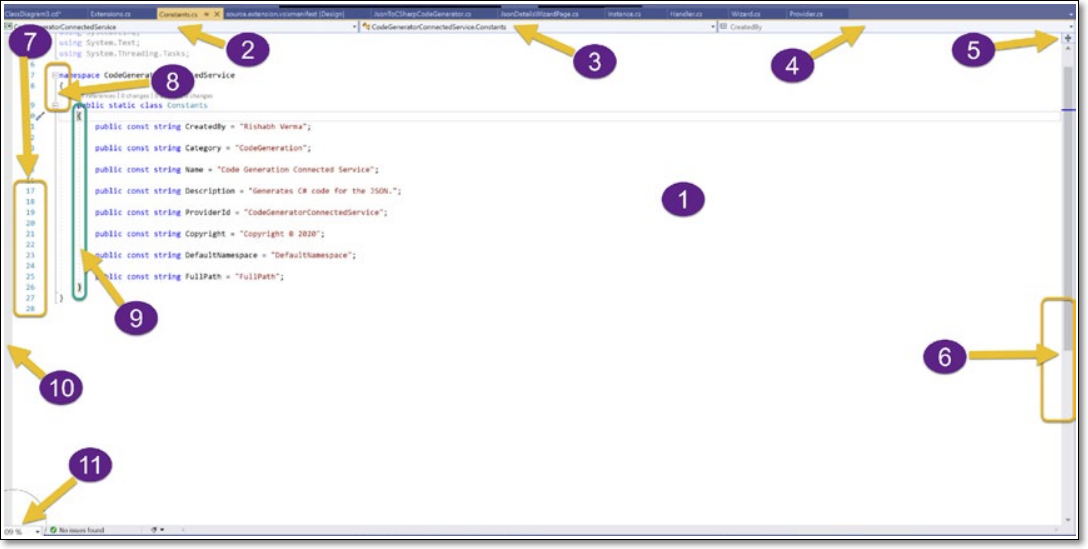 ClassDiagram3.cd* Extensions.cs Constants.cs source.extension.vsixmanifest [Design] JsonToCSharpCodeGenerator.cs JsonDetailsWizardPage.cs Instance.cs Handler.cs Wizard.cs Provider.cs
GeneratorConnectedService CodeGeneratorConnectedService.Constants CreatedBy
7 2 3 4 5
using System.Text;
using System.Threading.Tasks;
6
7 namespace CodeGenerat edService
8 {
8
references | 0 changes | changes
9 public static class Constants
{
1 public const string CreatedBy = "Rishabh Verma";
2
3 public const string Category = "CodeGeneration";
public const string Name = "Code Generation Connected Service";
17 public const string Description = "Generates C# code for the JSON.";
1
18
19 public const string ProviderId = "CodeGeneratorConnectedService";
20
21 public const string Copyright = "Copyright © 2020";
22
23 public const string DefaultNamespace = "DefaultNamespace";
24
25 public const string FullPath = "FullPath";
26 }
27 }
28
9
6
10
11
09 % No issues found